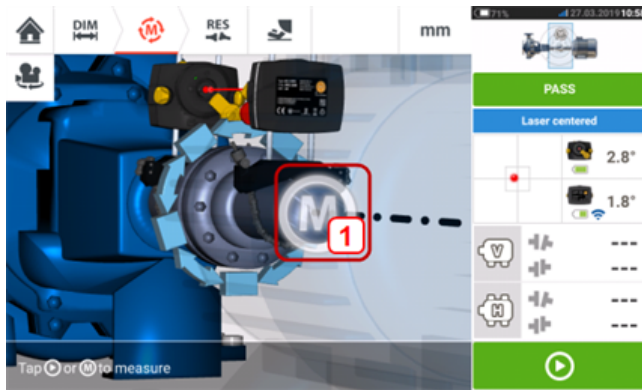 DIM
M
RES
mm
71%
27.03.2019 10:58
PASS
Laser centered
2.8°
1.8°
M
1
V
---
---
H
---
---
Tap or M to measure